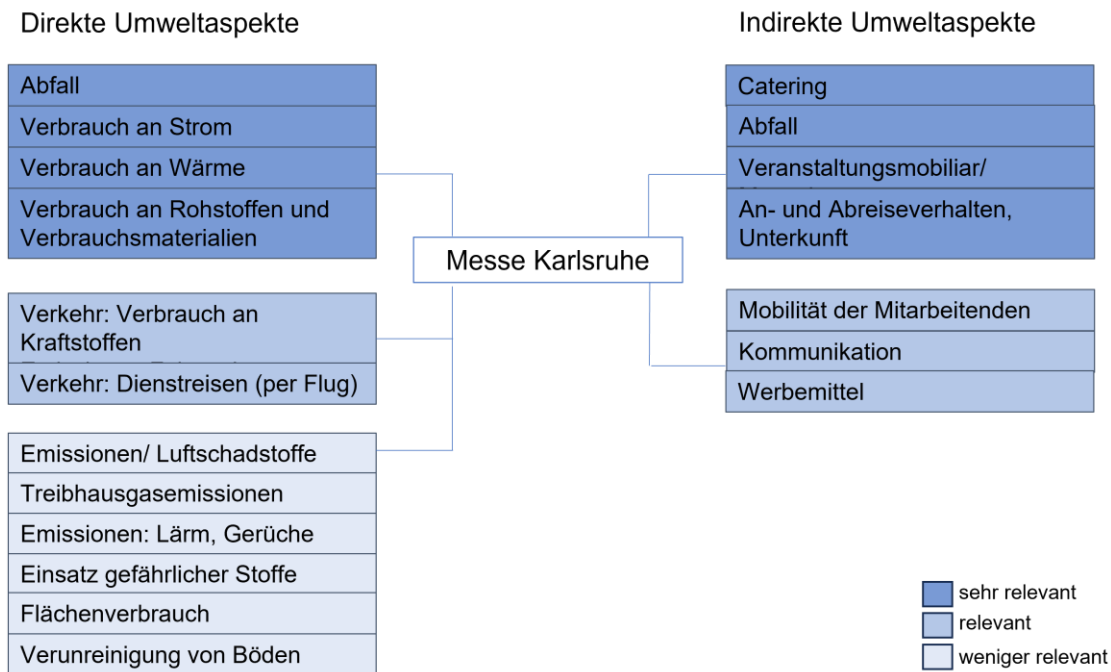 Direkte Umweltaspekte
Abfall
Verbrauch an Strom
Verbrauch an Wärme
Verbrauch an Rohstoffen und
Verbrauchsmaterialien
Verkehr: Verbrauch an
Kraftstoffen
Verkehr: Dienstreisen (per Flug)
Emissionen/ Luftschadstoffe
Treibhausgasemissionen
Emissionen: Lärm, Gerüche
Einsatz gefährlicher Stoffe
Flächenverbrauch
Verunreinigung von Böden
Messe Karlsruhe
Indirekte Umweltaspekte
Catering
Abfall
Veranstaltungsmobiliar/
An- und Abreiseverhalten,
Unterkunft
Mobilität der Mitarbeitenden
Kommunikation
Werbemittel
sehr relevant
relevant
weniger relevant